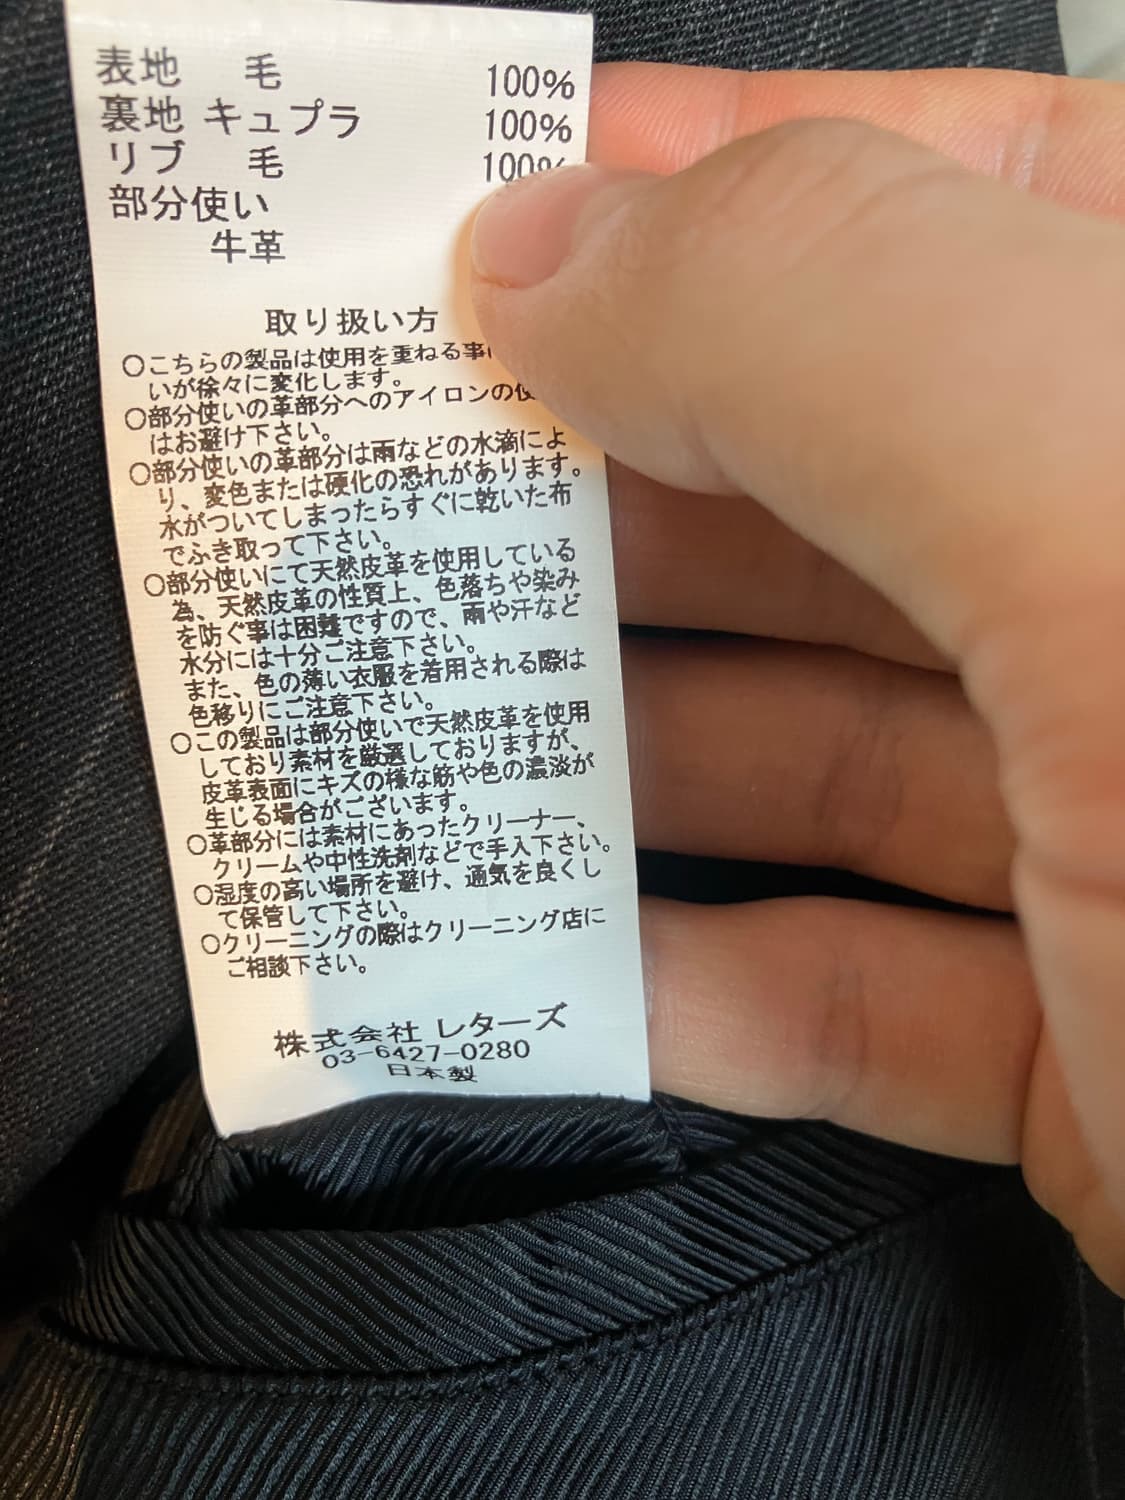 表地 毛 100%
裏地 キュプラ 100%
リブ 毛 100%
部分使い
牛革
取り扱い方
○こちらの製品は使用を重ねる事
いが徐々に変化します。
○部分使いの革部分へのアイロンの使
はお避け下さい。
○部分使いの革部分は雨などの水滴によ
り、変色または硬化の恐れがあります。
水がついてしまったらすぐに乾いた布
でふき取って下さい。
○部分使いにて天然皮革を使用している
為、天然皮革の性質上、色落ちや染み
を防ぐ事は困難ですので、雨や汗など
水分には十分ご注意下さい。
また、色の薄い衣服を着用される際は
色移りにご注意下さい。
○この製品は部分使いで天然皮革を使用
しており素材を厳選しておりますが、
皮革表面にキズの様な筋や色の濃淡が
生じる場合がございます。
○革部分には素材にあったクリーナー、
クリームや中性洗剤などで手入下さい。
○湿度の高い場所を避け、通気を良くし
て保管して下さい。
○クリーニングの際はクリーニング店に
ご相談下さい。
株式会社 レターズ
03-6427-0280
日本製